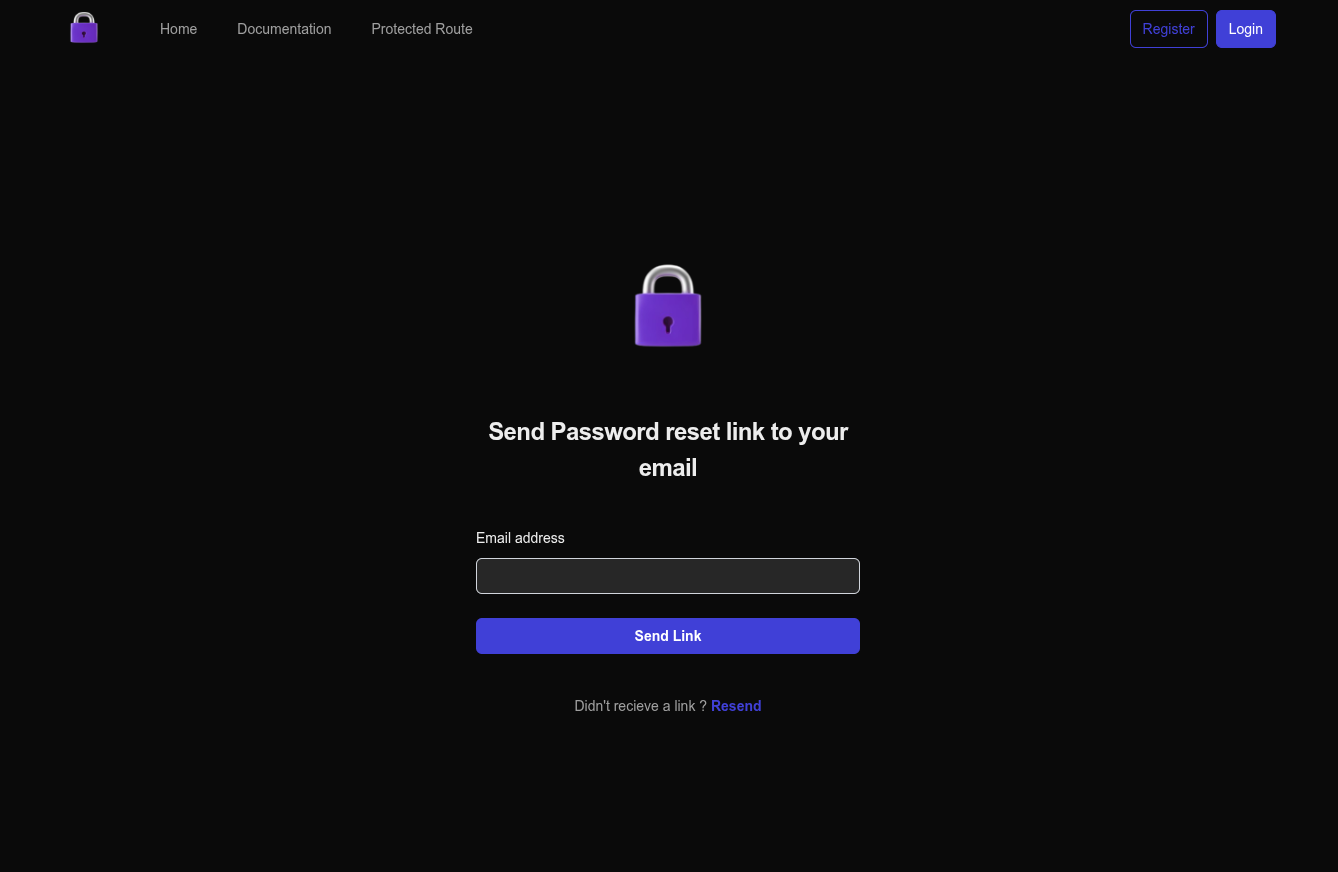 Home Documentation Protected Route Register Login
Send Password reset link to your
email
Email address
Send Link
Didn't recieve a link ? Resend